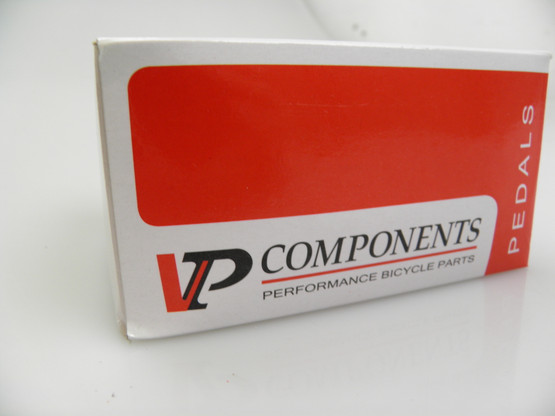 VP COMPONENTS
PERFORMANCE BICYCLE PARTS
PEDALS